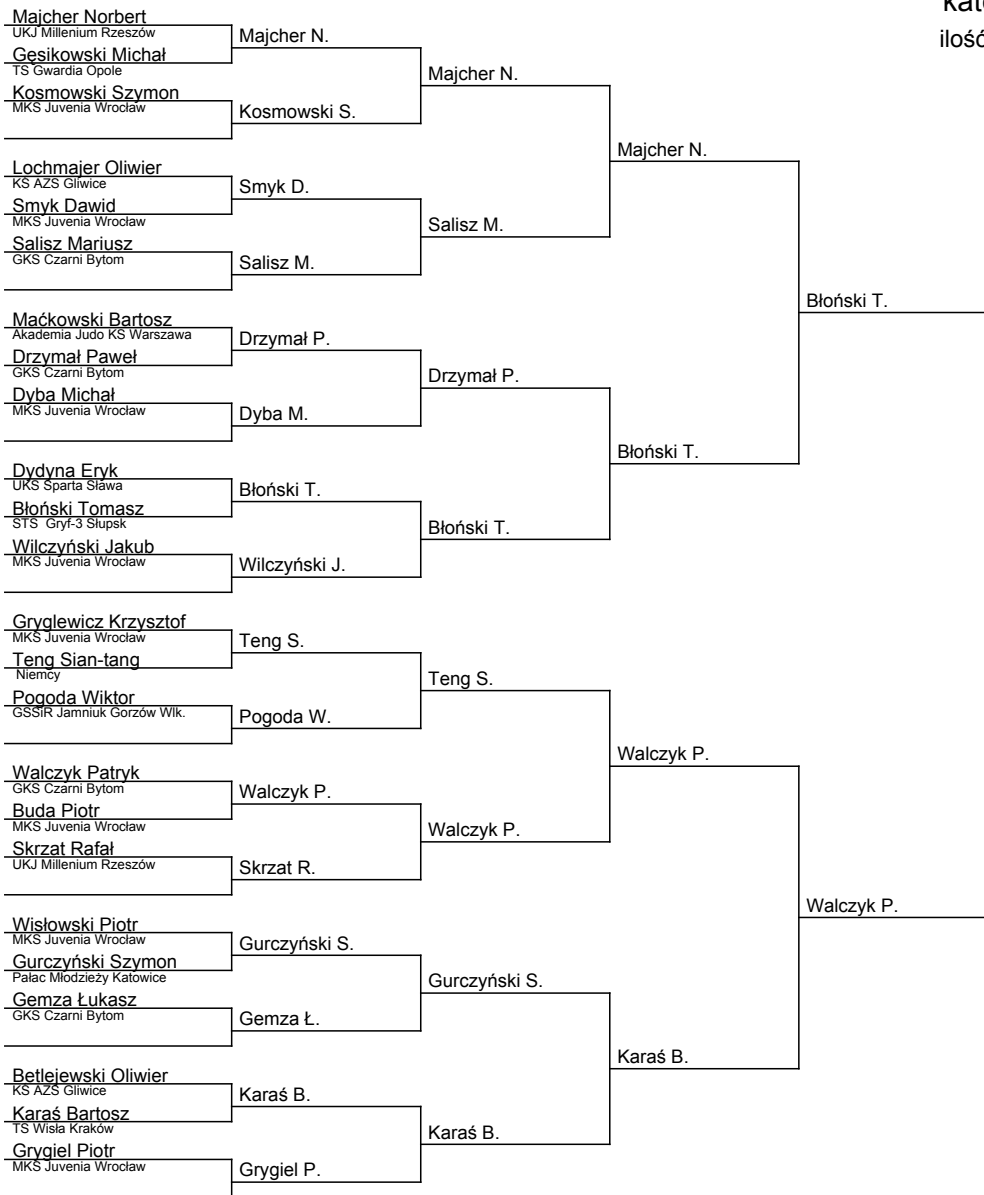 kate
ilość
Majcher Norbert
UKJ Millenium Rzeszów
Gęsikowski Michał
TS Gwardia Opole
Kosmowski Szymon
MKS Juvenia Wrocław
Lochmajer Oliwier
KS AZS Gliwice
Smyk Dawid
MKS Juvenia Wrocław
Salisz Mariusz
GKS Czarni Bytom
Maćkowski Bartosz
Akademia Judo KS Warszawa
Drzymał Paweł
GKS Czarni Bytom
Dyba Michał
MKS Juvenia Wrocław
Dydyna Eryk
UKS Sparta Sława
Błoński Tomasz
STS Gryf-3 Słupsk
Wilczyński Jakub
MKS Juvenia Wrocław
Gryglewicz Krzysztof
MKS Juvenia Wrocław
Teng Sian-tang
Niemcy
Pogoda Wiktor
GSSiR Jamniuk Gorzów Wlk.
Walczyk Patryk
GKS Czarni Bytom
Buda Piotr
MKS Juvenia Wrocław
Skrzat Rafał
UKJ Millenium Rzeszów
Wisłowski Piotr
MKS Juvenia Wrocław
Gurczyński Szymon
Pałac Młodzieży Katowice
Gemza Łukasz
GKS Czarni Bytom
Betlejewski Oliwier
KS AZS Gliwice
Karaś Bartosz
TS Wisła Kraków
Grygiel Piotr
MKS Juvenia Wrocław
Majcher N.
Kosmowski S.
Smyk D.
Salisz M.
Drzymał P.
Dyba M.
Błoński T.
Wilczyński J.
Teng S.
Pogoda W.
Walczyk P.
Skrzat R.
Gurczyński S.
Gemza Ł.
Karaś B.
Grygiel P.
Majcher N.
Salisz M.
Drzymał P.
Błoński T.
Teng S.
Walczyk P.
Gurczyński S.
Karaś B.
Majcher N.
Błoński T.
Walczyk P.
Karaś B.
Błoński T.
Walczyk P.